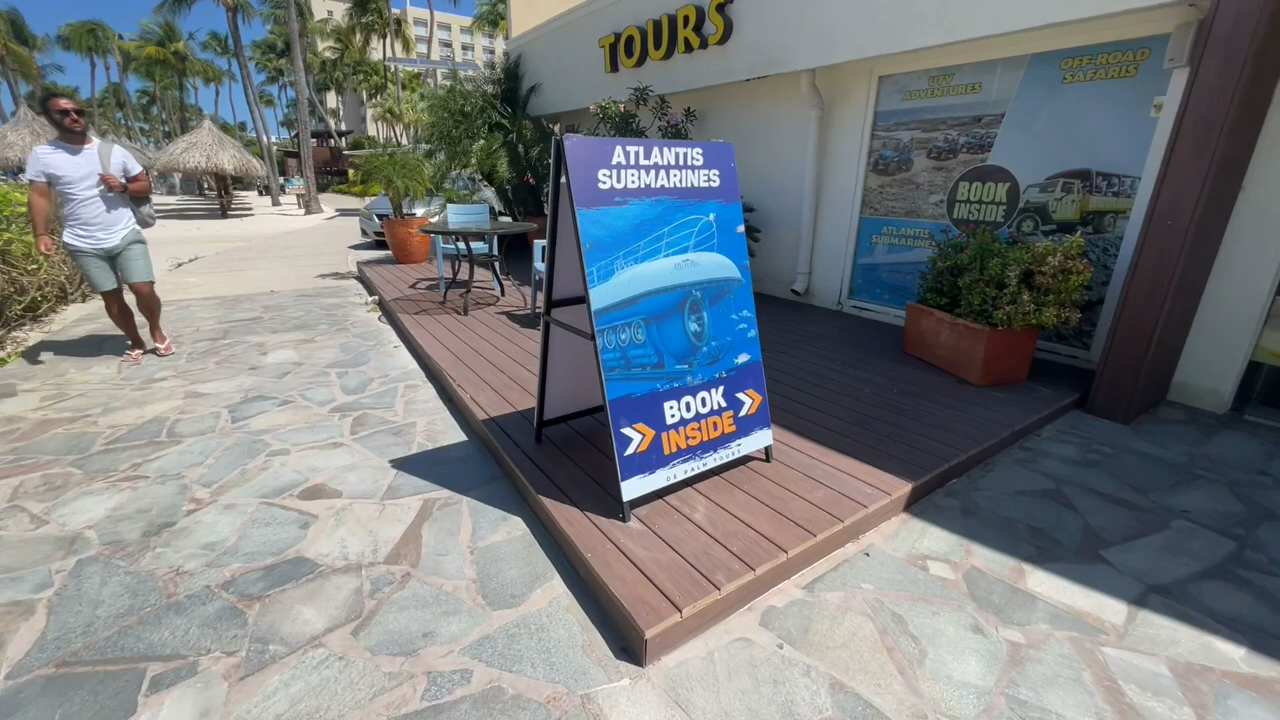 TOURS
ATLANTIS
SUBMARINES
BOOK
INSIDE
DE PALM TOURS
UTV
ADVENTURES
OFF-ROAD
SAFARIS
BOOK
INSIDE
ATLANTIS
SUBMARINES